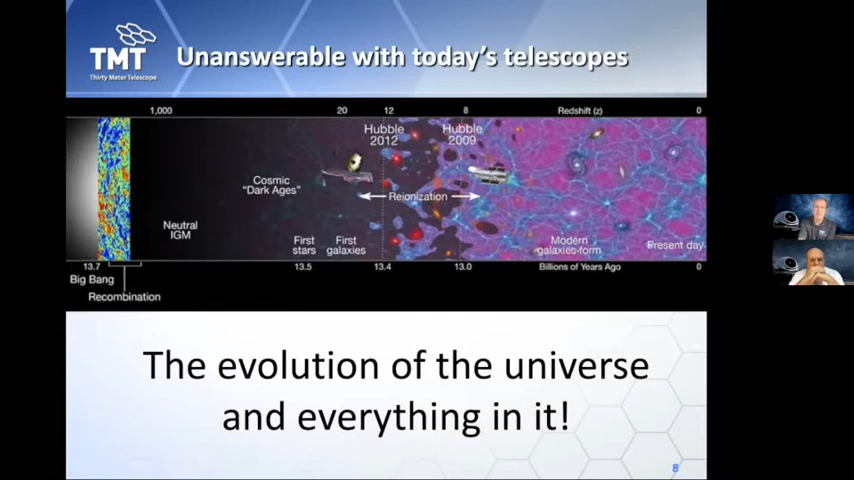 TMT
Thirty Meter Telescope
Unanswerable with today's telescopes
1,000
20
12
8
Redshift (z)
0
Hubble
2012
Hubble
2009
Cosmic
"Dark Ages"
Reionization
Neutral
IGM
First
stars
First
galaxies
Modern
galaxies form
Present day
13.7
13.5
13.4
13.0
Billions of Years Ago
0
Big Bang
Recombination
The evolution of the universe
and everything in it!
8